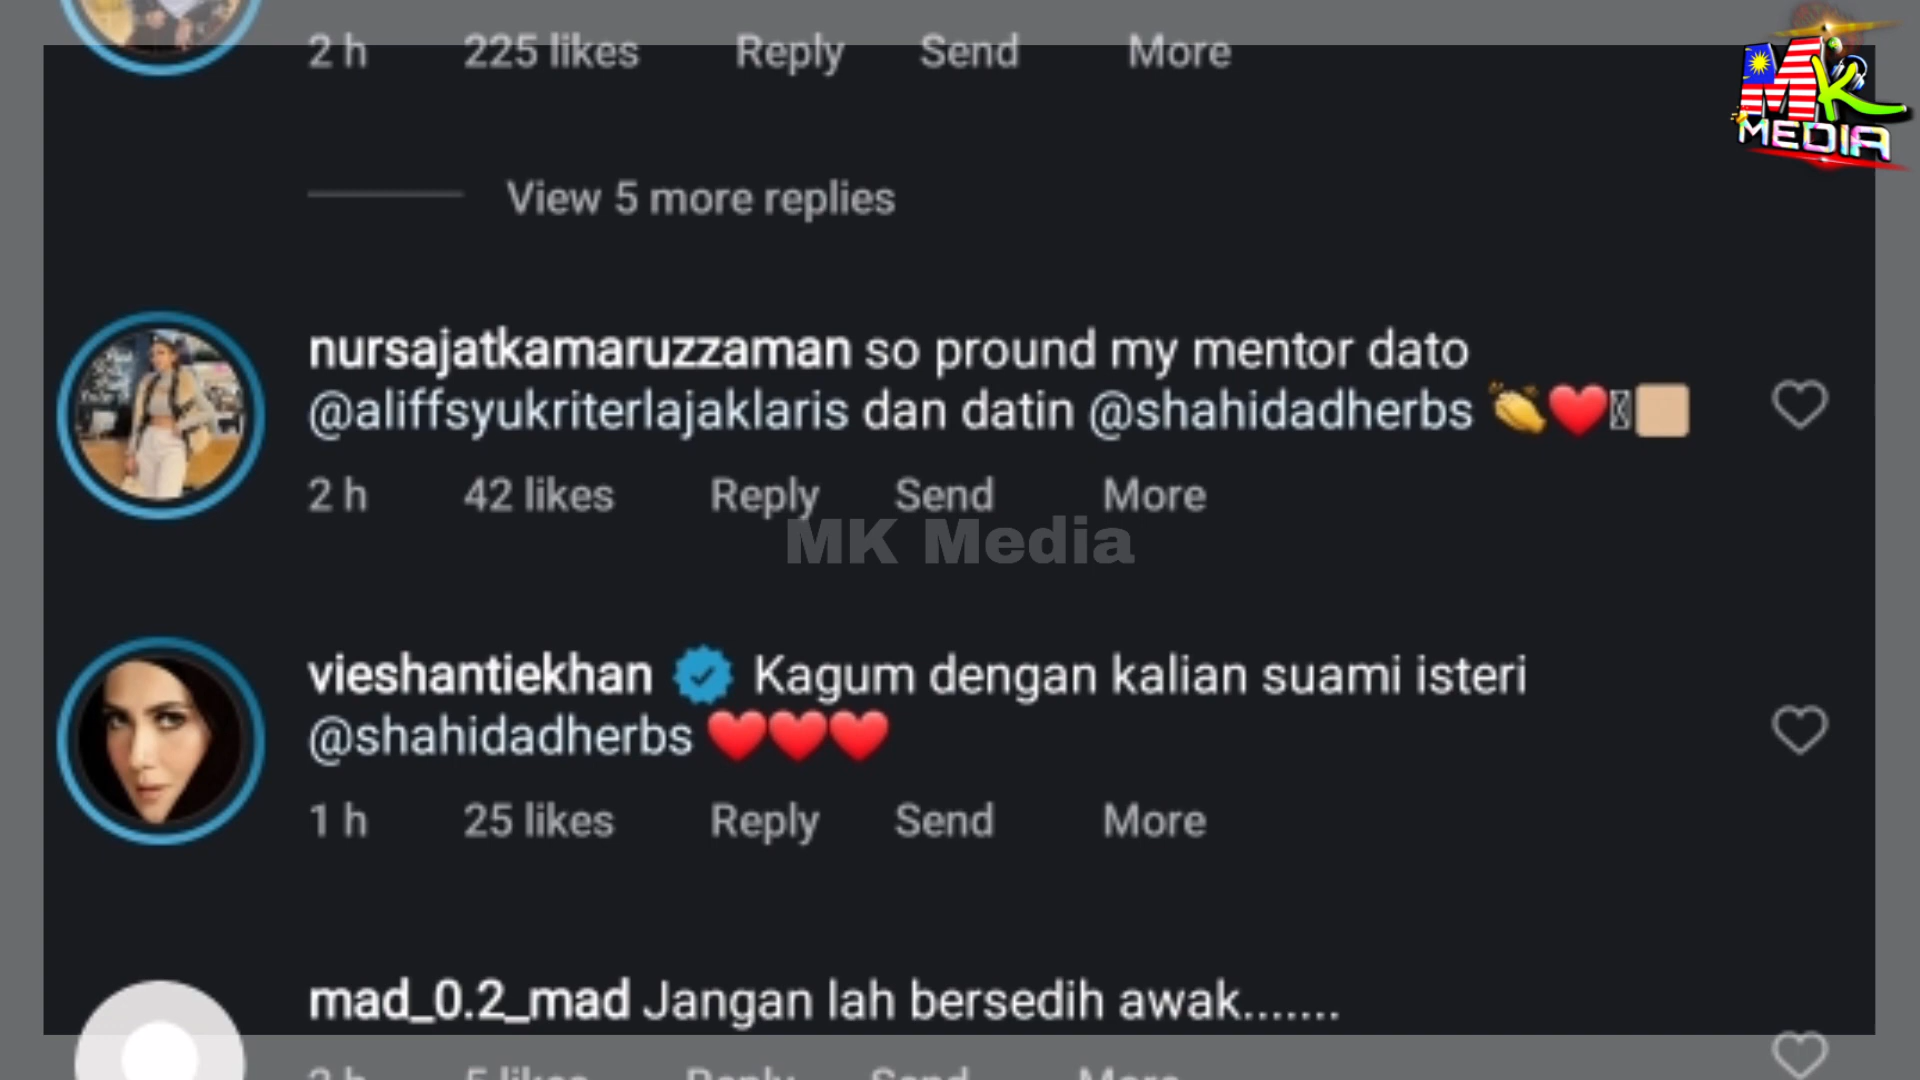 2 h 225 likes Reply Send More
MK
MEDIA
View 5 more replies
nursajatkamaruzzaman so pround my mentor dato
@aliffsyukriterlajaklaris dan datin @shahidadherbs 👏❤️
2 h 42 likes Reply Send More
MK Media
vieshantiekhan Kagum dengan kalian suami isteri
@shahidadherbs ❤️❤️❤️
1 h 25 likes Reply Send More
mad_0.2_mad Jangan lah bersedih awak.......